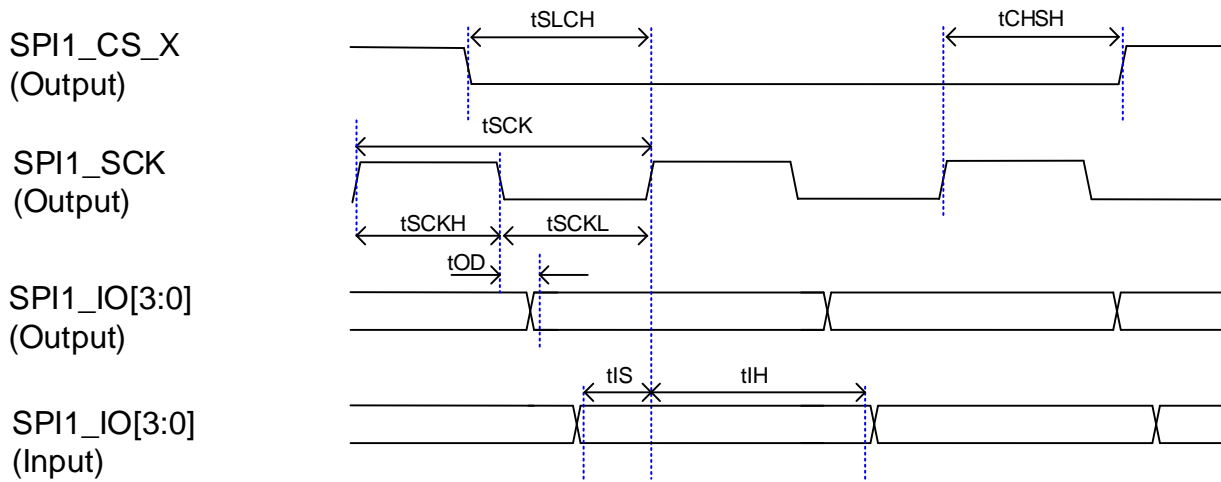 tSLCH
tCHSH
SPI1_CS_X
(Output)
tSCK
SPI1_SCK
(Output)
tSCKH
tSCKL
tOD
SPI1_IO[3:0]
(Output)
tIS
tIH
SPI1_IO[3:0]
(Input)